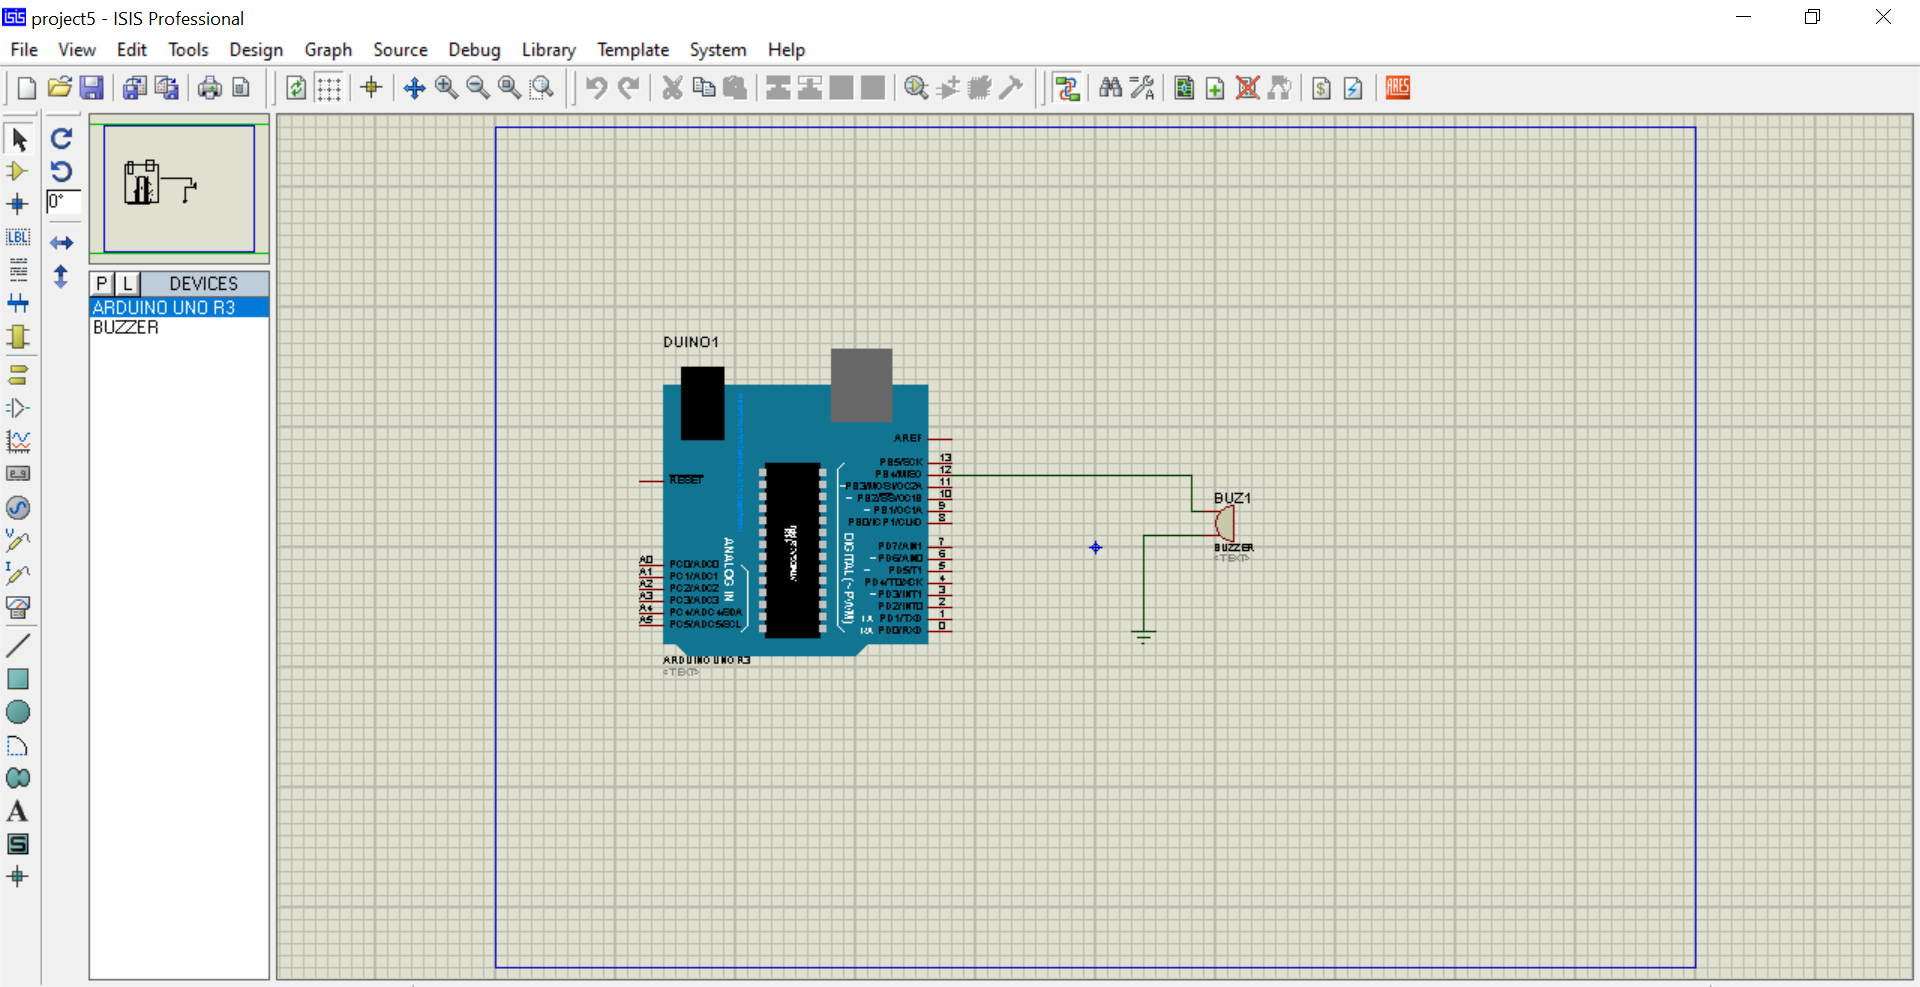 project5 - ISIS Professional
File View Edit Tools Design Graph Source Debug Library Template System Help
ARES
LBL
0°
P L DEVICES
ARDUINO UNO R3
BUZZER
A
S
DUINO1
AREF
RESET
PB5/SCK 13
PB4/MISO 12
PB3/MOSI/OC2A 11
PB2/SS/OC1B 10
PB1/OC1A 9
PB0/ICP1/CLKO 8
PD7/AIN1 7
PD6/AIN0 6
PD5/T1 5
PD4/T0/XCK 4
PD3/INT1 3
PD2/INT0 2
TX PD1/TXD 1
RX PD0/RXD 0
A0 PC0/ADC0
A1 PC1/ADC1
A2 PC2/ADC2
A3 PC3/ADC3
A4 PC4/ADC4/SDA
A5 PC5/ADC5/SCL
ANALOG IN
DIGITAL (~PWM)
ARDUINO UNO R3
<TEXT>
BUZ1
BUZZER
<TEXT>